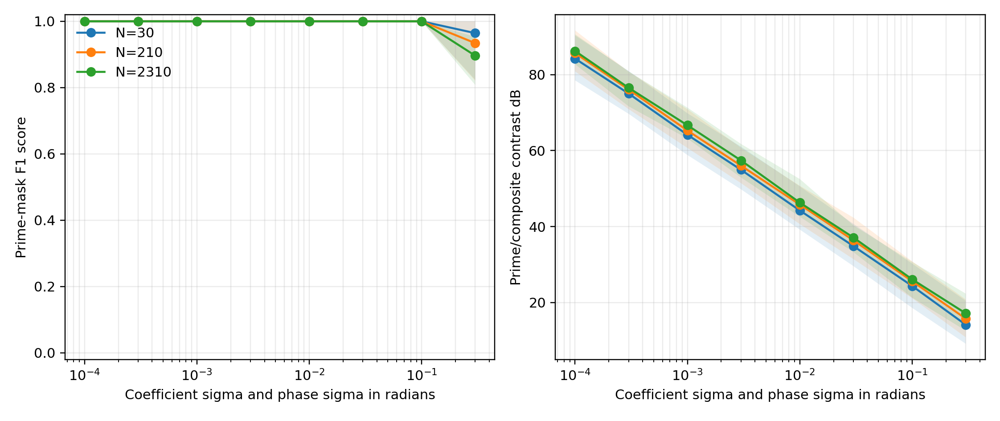 Prime-mask F1 score
1.0
0.8
0.6
0.4
0.2
0.0
N=30
N=210
N=2310
10⁻⁴ 10⁻³ 10⁻² 10⁻¹
Coefficient sigma and phase sigma in radians
Prime/composite contrast dB
80
60
40
20
10⁻⁴ 10⁻³ 10⁻² 10⁻¹
Coefficient sigma and phase sigma in radians